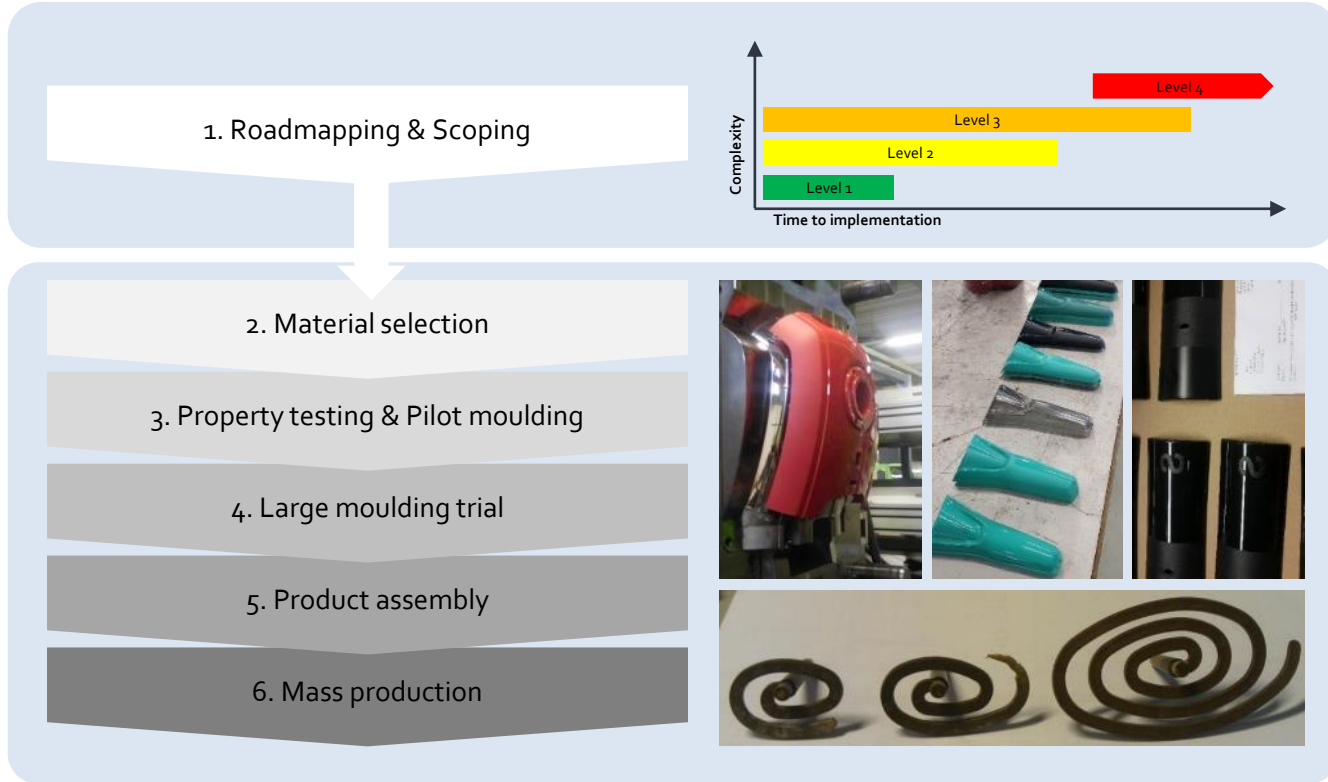 1. Roadmapping & Scoping
Complexity
Level 4
Level 3
Level 2
Level 1
Time to implementation
2. Material selection
3. Property testing & Pilot moulding
4. Large moulding trial
5. Product assembly
6. Mass production